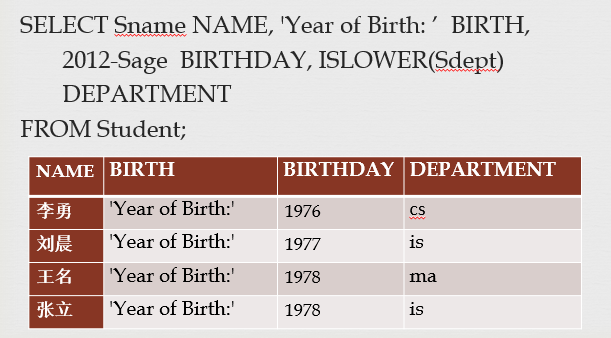 SELECT Sname NAME, 'Year of Birth: ’ BIRTH,
2012-Sage BIRTHDAY, ISLOWER(Sdept)
DEPARTMENT
FROM Student;
NAME BIRTH BIRTHDAY DEPARTMENT
李勇 'Year of Birth:' 1976 cs
刘晨 'Year of Birth:' 1977 is
王名 'Year of Birth:' 1978 ma
张立 'Year of Birth:' 1978 is